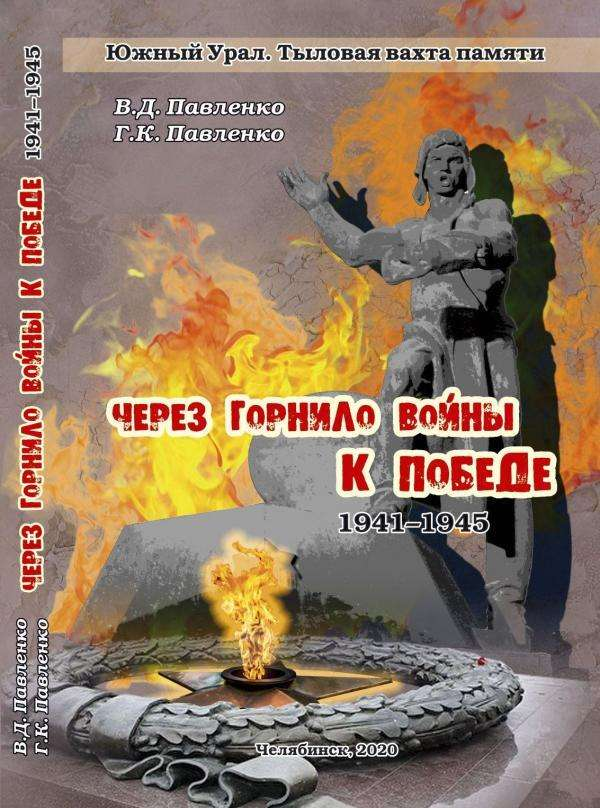 Южный Урал. Тыловая вахта памяти
В.Д. Павленко
Г.К. Павленко
ЧЕРЕЗ ГОРНИЛО ВОЙНЫ
К ПОБЕДЕ
1941–1945
Челябинск, 2020
В.Д. Павленко
Г.К. Павленко
ЧЕРЕЗ ГОРНИЛО ВОЙНЫ К ПОБЕДЕ 1941–1945